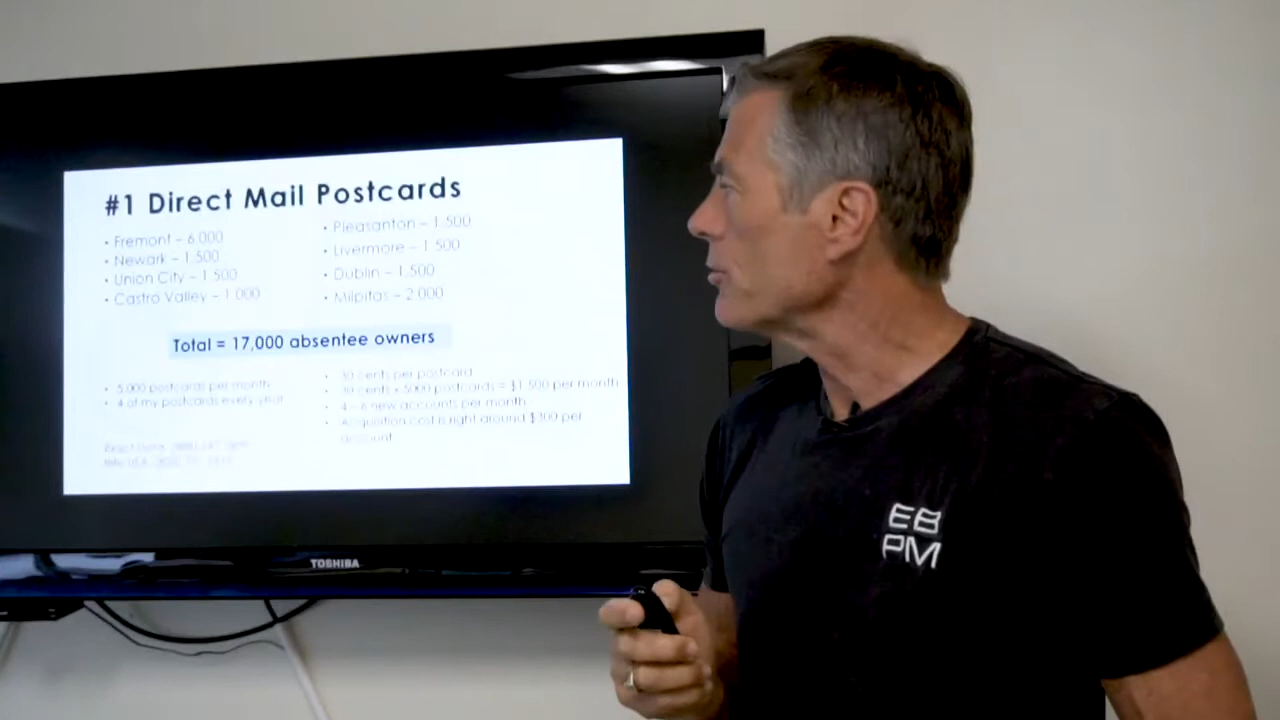 #1 Direct Mail Postcards
• Fremont – 6,000
• Newark – 1,500
• Union City – 1,500
• Castro Valley – 1,000
• Pleasanton – 1,500
• Livermore – 1,500
• Dublin – 1,500
• Milpitas – 2,000
Total = 17,000 absentee owners
• 5,000 postcards per month
• 4 of my postcards every year
• 30 cents per postcard
• 30 cents x 5000 postcards = $1,500 per month
• 4 – 6 new accounts per month
• Acquisition cost is right around $300 per
account
EB
PM
TOSHIBA